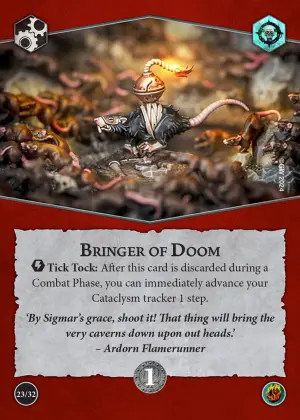 ©GW 2024
BRINGER OF DOOM
Tick Tock: After this card is discarded during a
Combat Phase, you can immediately advance your
Cataclysm tracker 1 step.
'By Sigmar's grace, shoot it! That thing will bring the
very caverns down upon out heads.'
– Ardorn Flamerunner
23/32
1